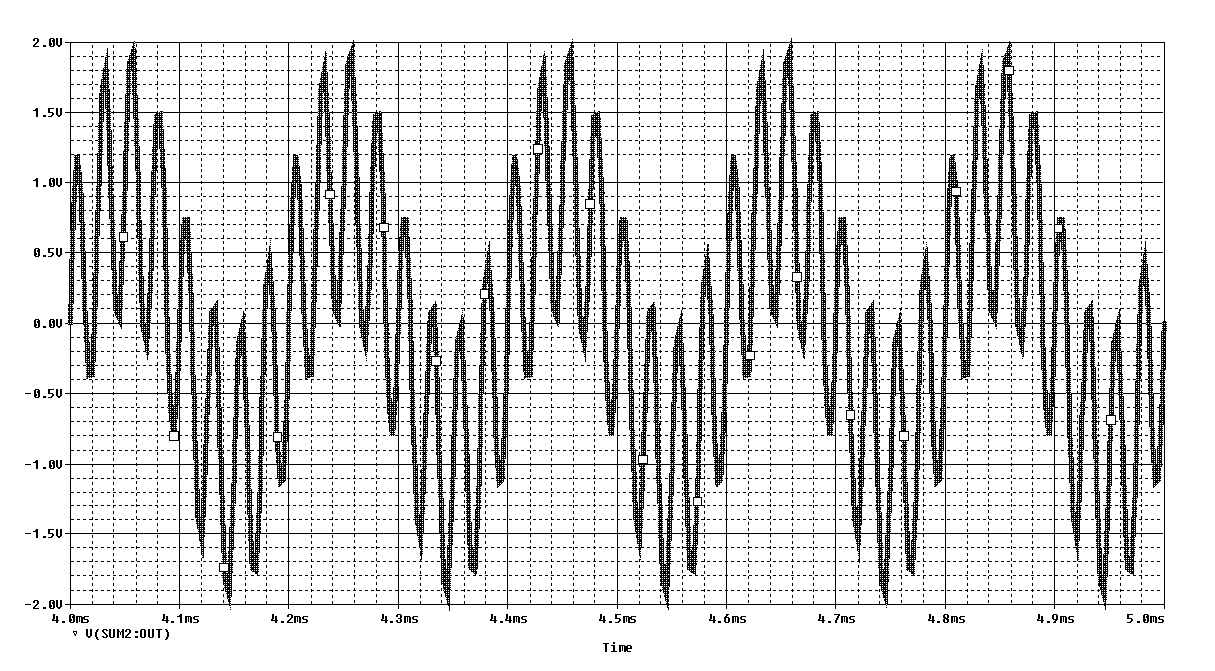 2.0V
1.5V
1.0V
0.5V
0.0V
-0.5V
-1.0V
-1.5V
-2.0V
4.0ms 4.1ms 4.2ms 4.3ms 4.4ms 4.5ms 4.6ms 4.7ms 4.8ms 4.9ms 5.0ms
▿ V(SUM2:OUT)
Time